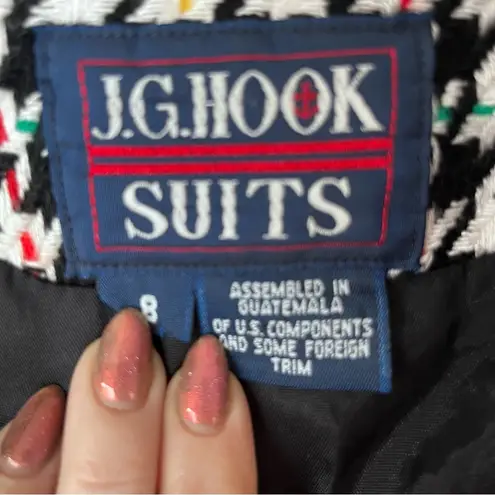 J.G.HOOK
SUITS
8
ASSEMBLED IN
GUATEMALA
OF U.S. COMPONENTS
AND SOME FOREIGN
TRIM